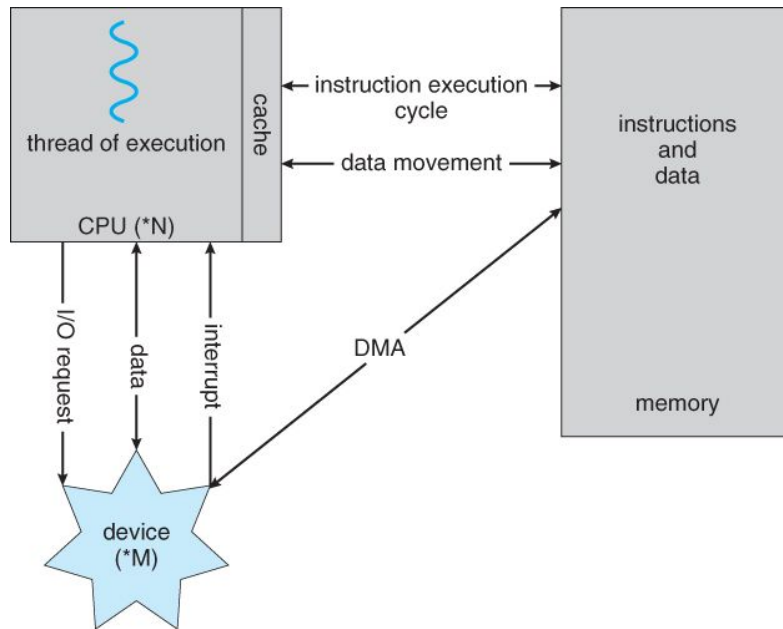 thread of execution
cache
CPU (*N)
instruction execution
cycle
data movement
instructions
and
data
memory
I/O request
data
interrupt
DMA
device
(*M)